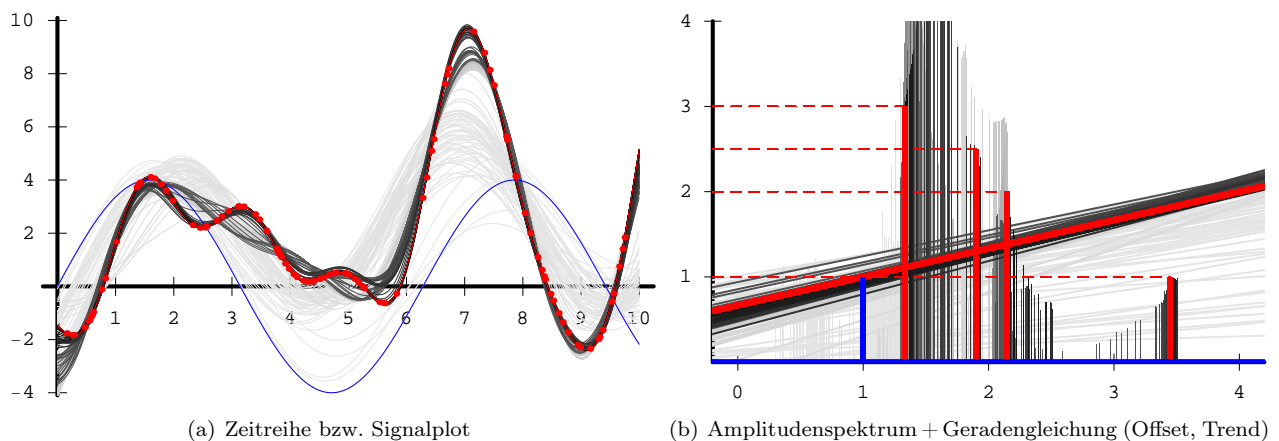 10
8
6
4
2
-2
-4
1 2 3 4 5 6 7 8 9 10
4
3
2
1
0 1 2 3 4
(a) Zeitreihe bzw. Signalplot
(b) Amplitudenspektrum + Geradengleichung (Offset, Trend)